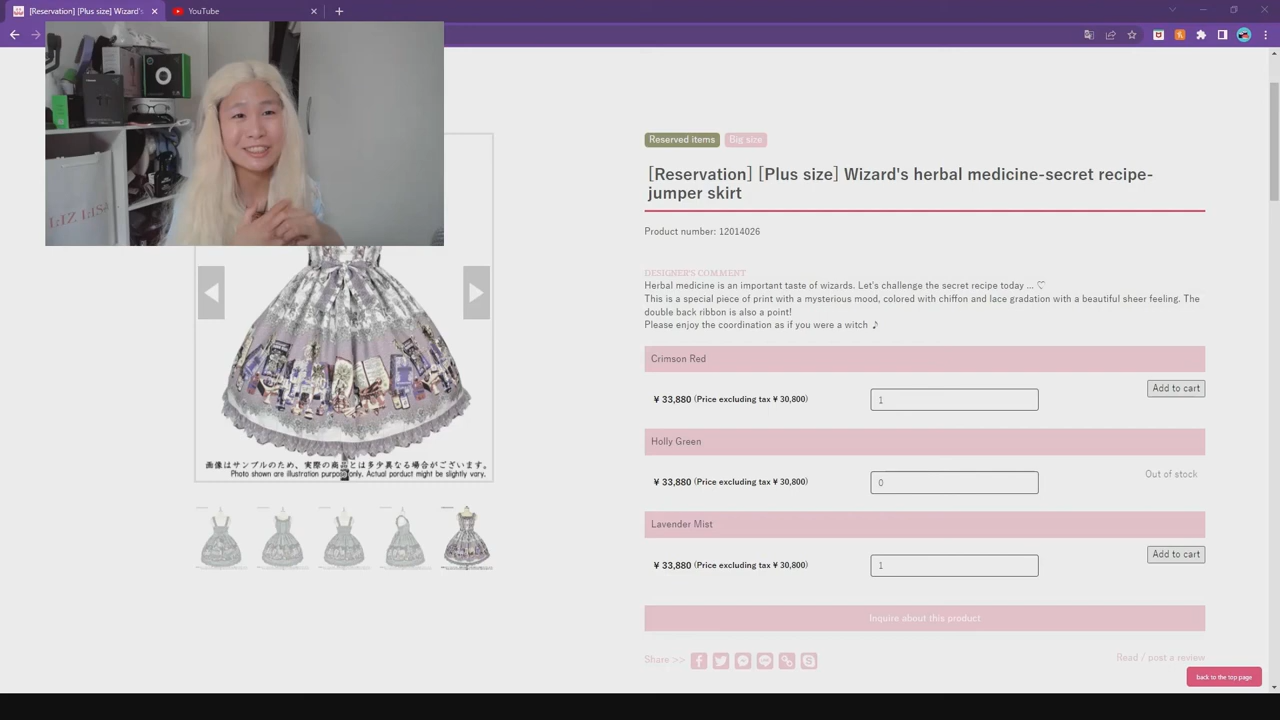 [Reservation] [Plus size] Wizard's
YouTube
LIZ LISA
Reserved items
Big size
[Reservation] [Plus size] Wizard's herbal medicine-secret recipe-
jumper skirt
Product number: 12014026
DESIGNER'S COMMENT
Herbal medicine is an important taste of wizards. Let's challenge the secret recipe today ... ♡
This is a special piece of print with a mysterious mood, colored with chiffon and lace gradation with a beautiful sheer feeling. The
double back ribbon is also a point!
Please enjoy the coordination as if you were a witch ♪
Crimson Red
¥ 33,880 (Price excluding tax ¥ 30,800)
1
Add to cart
Holly Green
¥ 33,880 (Price excluding tax ¥ 30,800)
0
Out of stock
Lavender Mist
¥ 33,880 (Price excluding tax ¥ 30,800)
1
Add to cart
画像はサンプルのため、実際の商品とは多少異なる場合がございます。
Photo shown are illustration purpose only. Actual parduct might be slightly vary.
Inquire about this product
Share >>
Read / post a review
back to the top page